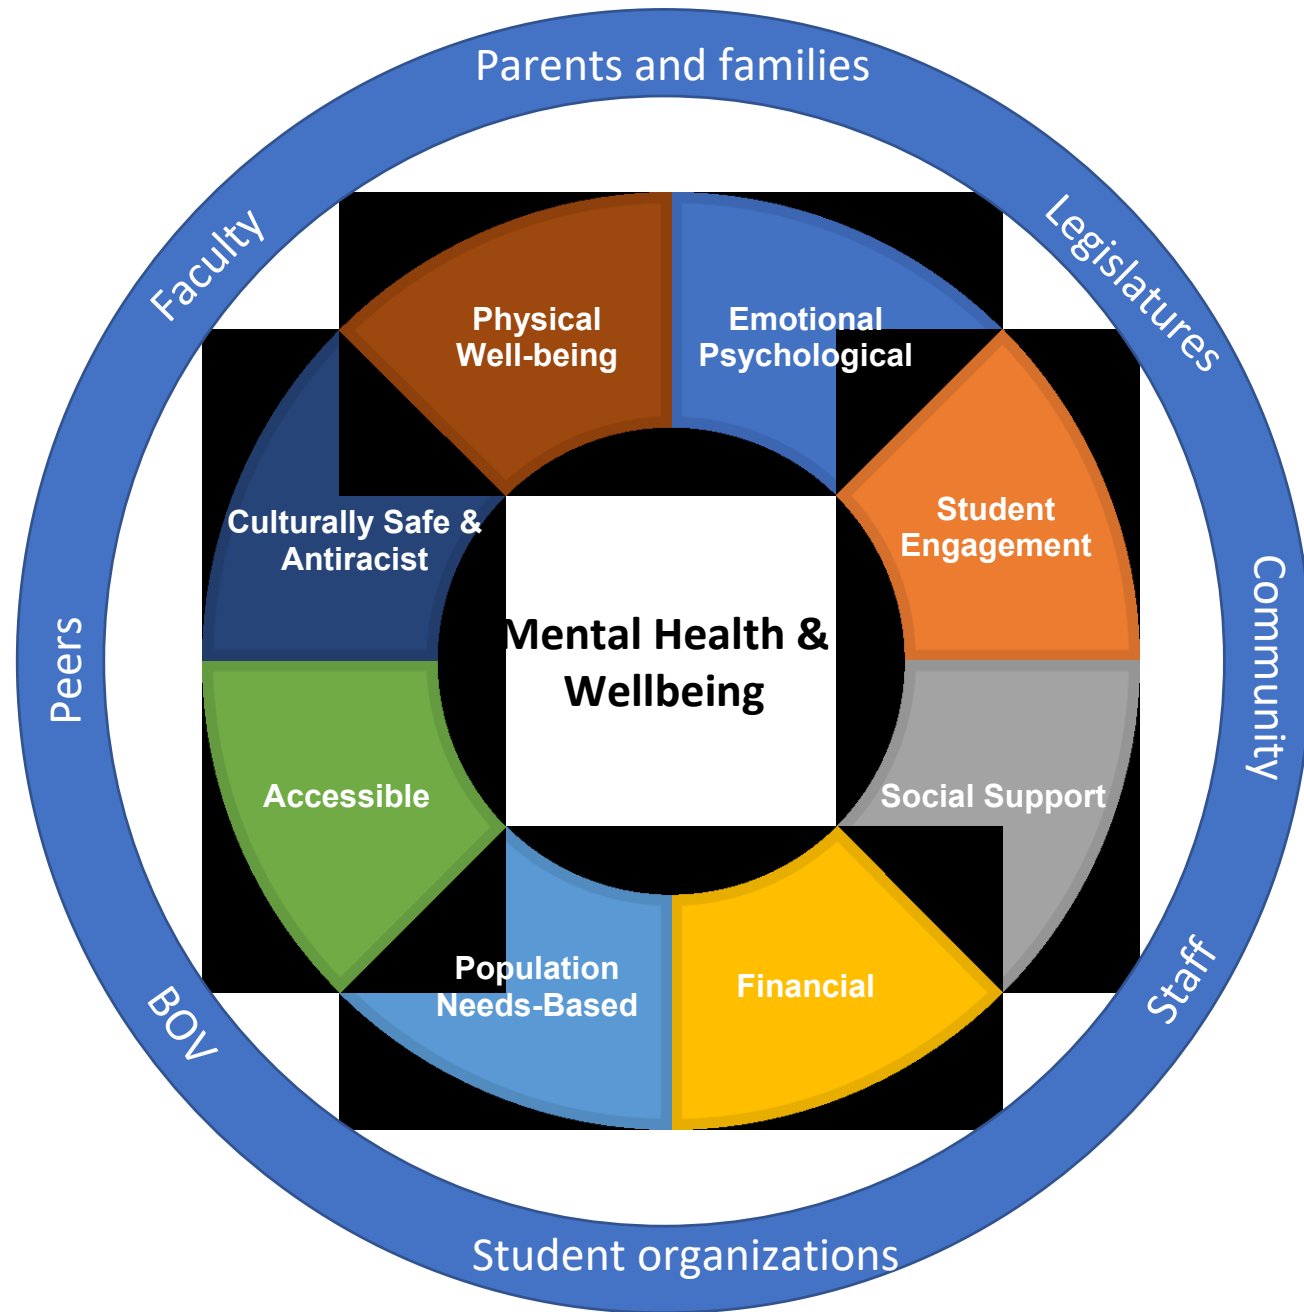 Parents and families
Legislatures
Community
Staff
Student organizations
BOV
Peers
Faculty
Physical
Well-being
Emotional
Psychological
Student
Engagement
Social Support
Financial
Population
Needs-Based
Accessible
Culturally Safe &
Antiracist
Mental Health &
Wellbeing